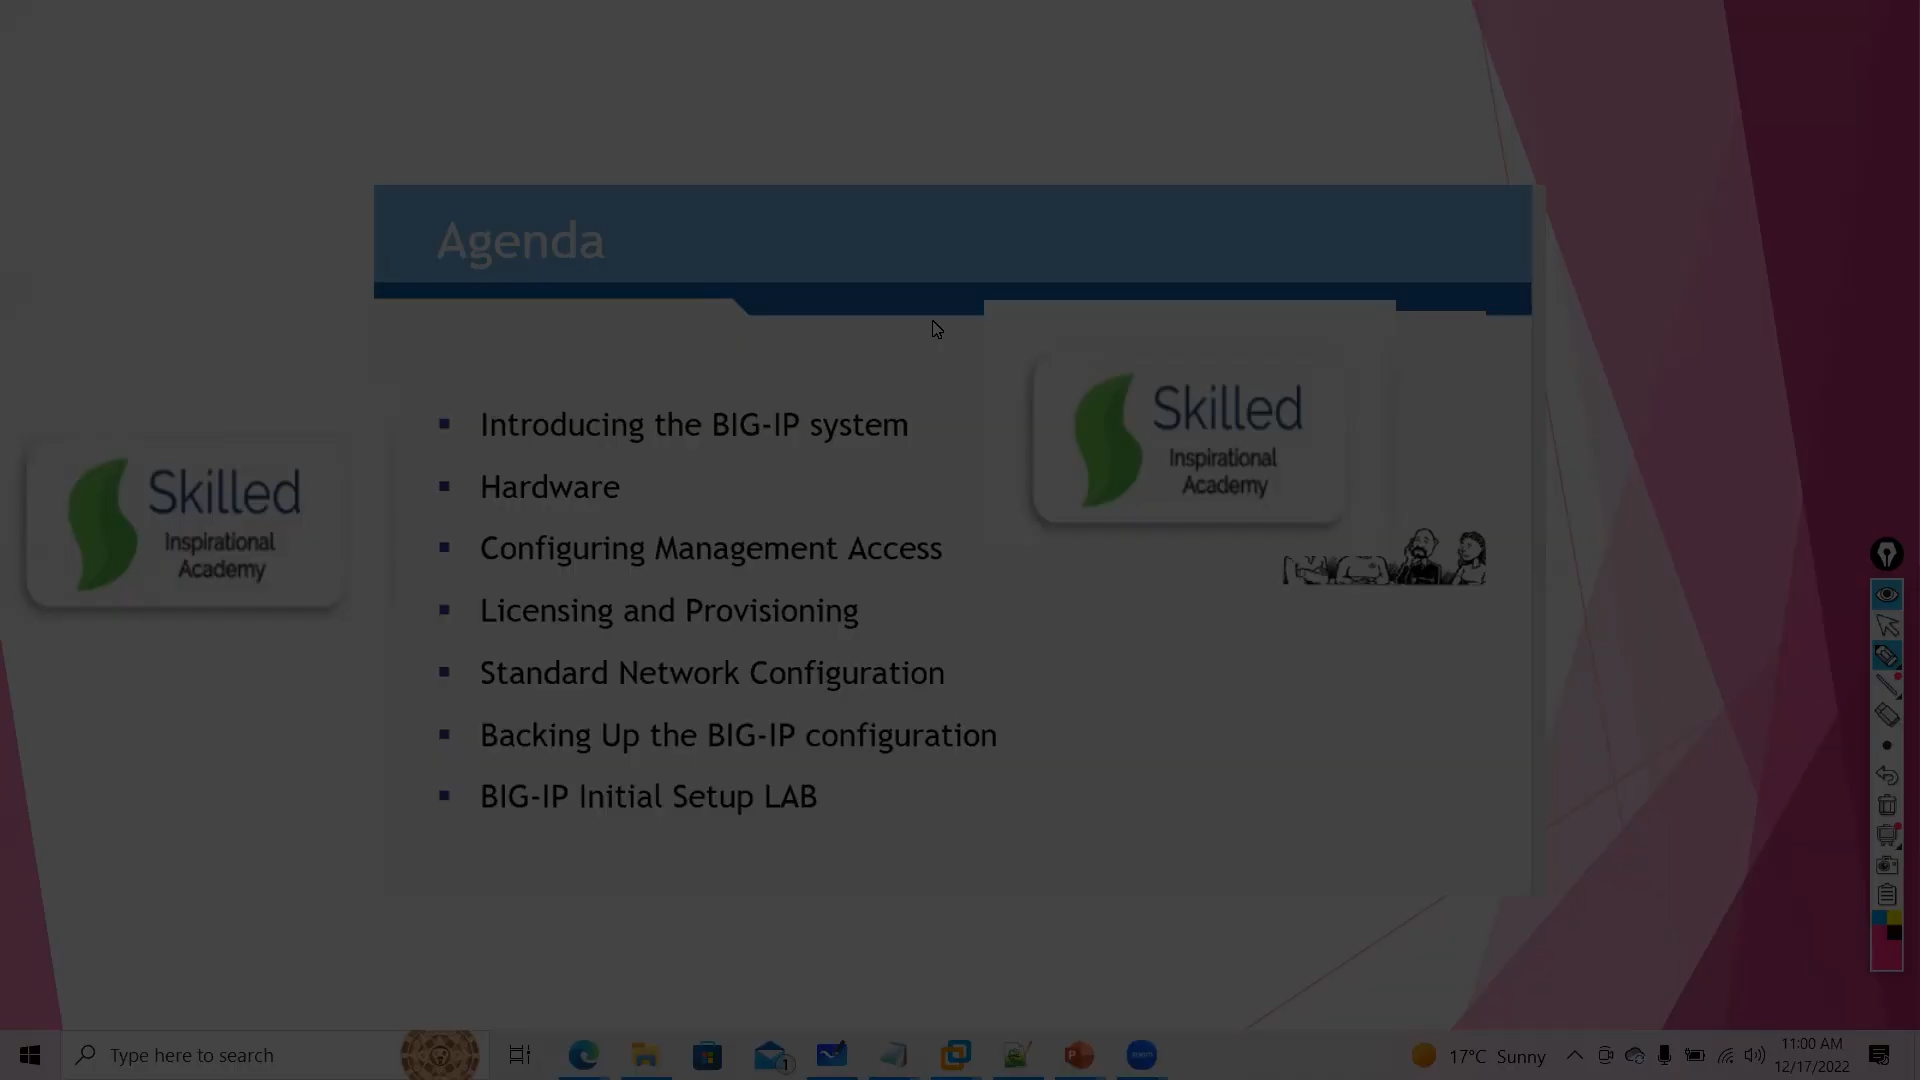 Agenda
Skilled
Inspirational
Academy
Introducing the BIG-IP system
Hardware
Configuring Management Access
Licensing and Provisioning
Standard Network Configuration
Backing Up the BIG-IP configuration
BIG-IP Initial Setup LAB
Skilled
Inspirational
Academy
Type here to search
1
P
zoom
17°C Sunny
11:00 AM
12/17/2022